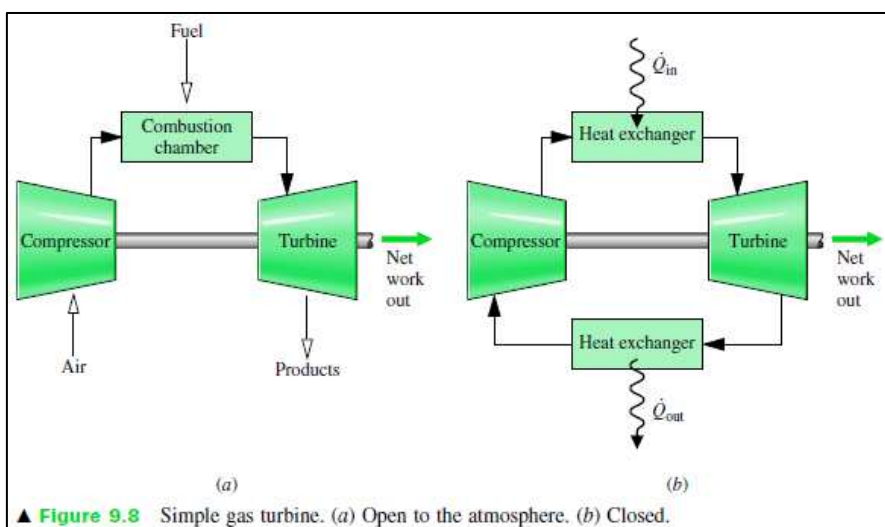 Fuel
Combustion
chamber
Compressor
Turbine
Net
work
out
Air
Products
(a)
Q̇in
Heat exchanger
Compressor
Turbine
Net
work
out
Heat exchanger
Q̇out
(b)
▲ Figure 9.8 Simple gas turbine. (a) Open to the atmosphere. (b) Closed.